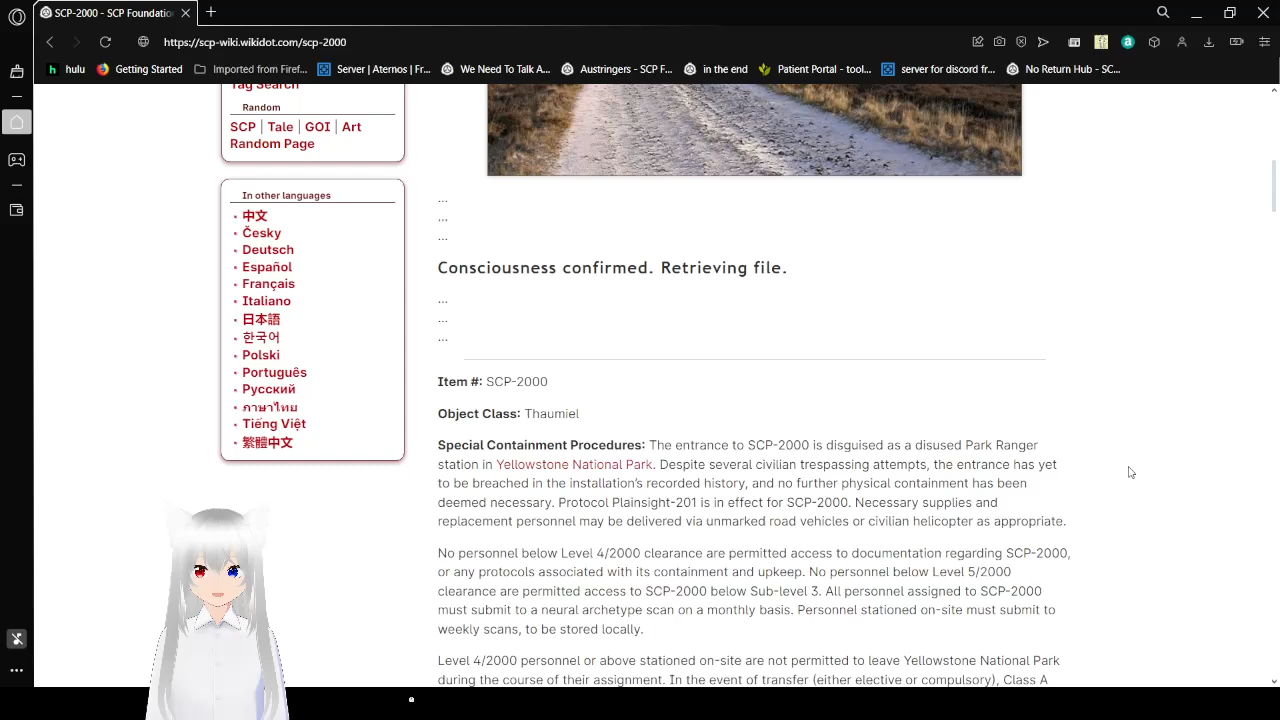 SCP-2000 - SCP Foundatio
https://scp-wiki.wikidot.com/scp-2000
hulu
Getting Started
Imported from Firef...
Server | Aternos | Fr...
We Need To Talk A...
Austringers - SCP F...
in the end
Patient Portal - tool...
server for discord fr...
No Return Hub - SC...
Tag Search
Random
SCP | Tale | GOI | Art
Random Page
In other languages
中文
Česky
Deutsch
Español
Français
Italiano
日本語
한국어
Polski
Português
Русский
ภาษาไทย
Tiếng Việt
繁體中文
...
...
...
Consciousness confirmed. Retrieving file.
...
...
...
Item #: SCP-2000
Object Class: Thaumiel
Special Containment Procedures: The entrance to SCP-2000 is disguised as a disused Park Ranger
station in Yellowstone National Park. Despite several civilian trespassing attempts, the entrance has yet
to be breached in the installation's recorded history, and no further physical containment has been
deemed necessary. Protocol Plainsight-201 is in effect for SCP-2000. Necessary supplies and
replacement personnel may be delivered via unmarked road vehicles or civilian helicopter as appropriate.
No personnel below Level 4/2000 clearance are permitted access to documentation regarding SCP-2000,
or any protocols associated with its containment and upkeep. No personnel below Level 5/2000
clearance are permitted access to SCP-2000 below Sub-level 3. All personnel assigned to SCP-2000
must submit to a neural archetype scan on a monthly basis. Personnel stationed on-site must submit to
weekly scans, to be stored locally.
Level 4/2000 personnel or above stationed on-site are not permitted to leave Yellowstone National Park
during the course of their assignment. In the event of transfer (either elective or compulsory), Class A